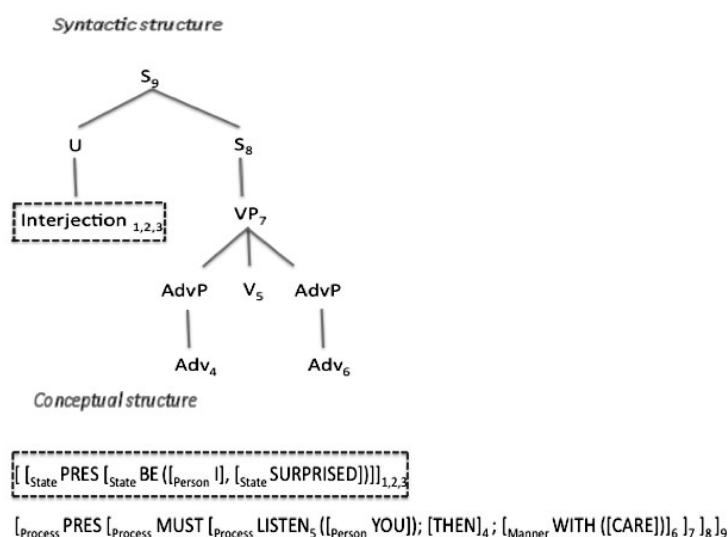 Syntactic structure
S9
U S8
Interjection 1,2,3
VP7
AdvP V5 AdvP
Adv4 Adv6
Conceptual structure
[ [State PRES [State BE ([Person I], [State SURPRISED])]]1,2,3
[Process PRES [Process MUST [Process LISTEN5 ([Person YOU]); [THEN]4 ; [Manner WITH ([CARE])]6 ]7 ]8 ]9